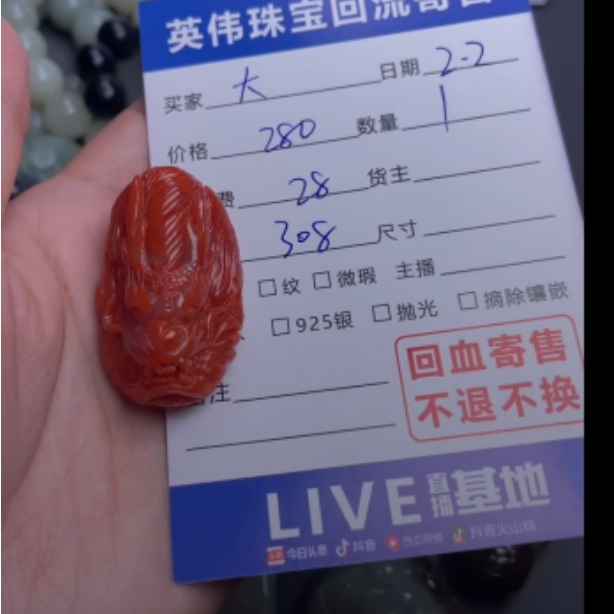 英伟珠宝回流寄售
买家 大 日期 2-2
价格 280 数量 1
费 28 货主
308 尺寸
□纹 □微瑕 主播
□925银 □抛光 □摘除镶嵌
注
回血寄售
不退不换
LIVE 直播基地
今日头条 抖音 西瓜视频 抖音火山版